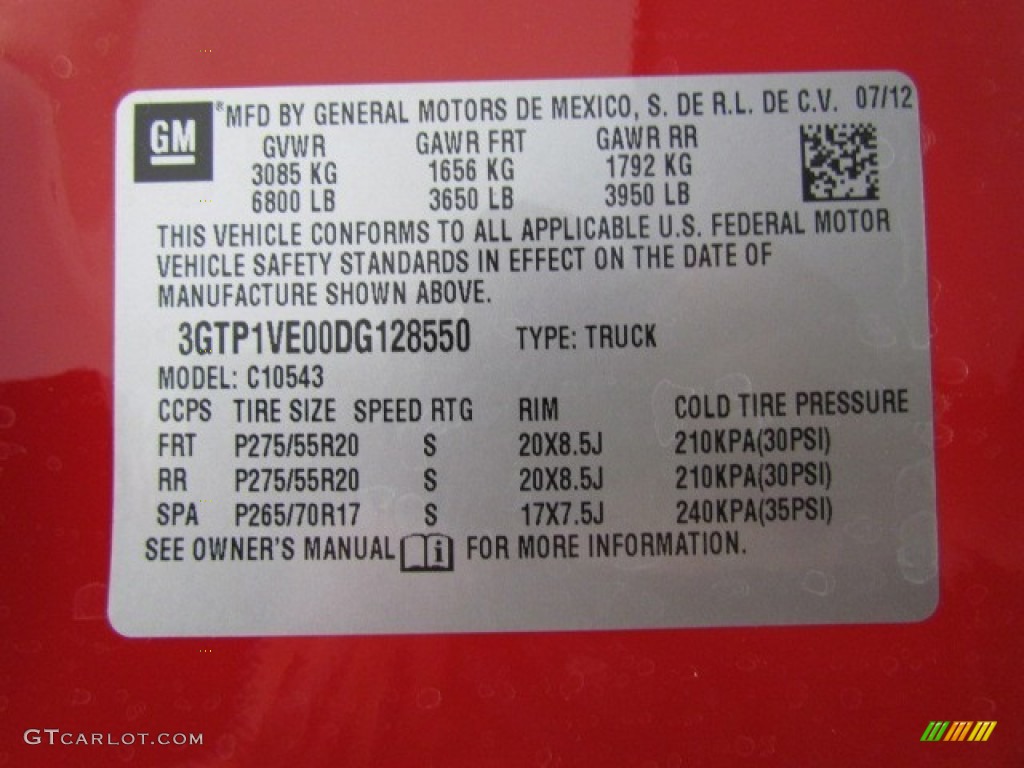 GM
®MFD BY GENERAL MOTORS DE MEXICO, S. DE R.L. DE C.V. 07/12
GVWR GAWR FRT GAWR RR
3085 KG 1656 KG 1792 KG
6800 LB 3650 LB 3950 LB
THIS VEHICLE CONFORMS TO ALL APPLICABLE U.S. FEDERAL MOTOR
VEHICLE SAFETY STANDARDS IN EFFECT ON THE DATE OF
MANUFACTURE SHOWN ABOVE.
3GTP1VE00DG128550 TYPE: TRUCK
MODEL: C10543
CCPS TIRE SIZE SPEED RTG RIM COLD TIRE PRESSURE
FRT P275/55R20 S 20X8.5J 210KPA(30PSI)
RR P275/55R20 S 20X8.5J 210KPA(30PSI)
SPA P265/70R17 S 17X7.5J 240KPA(35PSI)
SEE OWNER'S MANUAL i FOR MORE INFORMATION.
GTCARLOT.COM